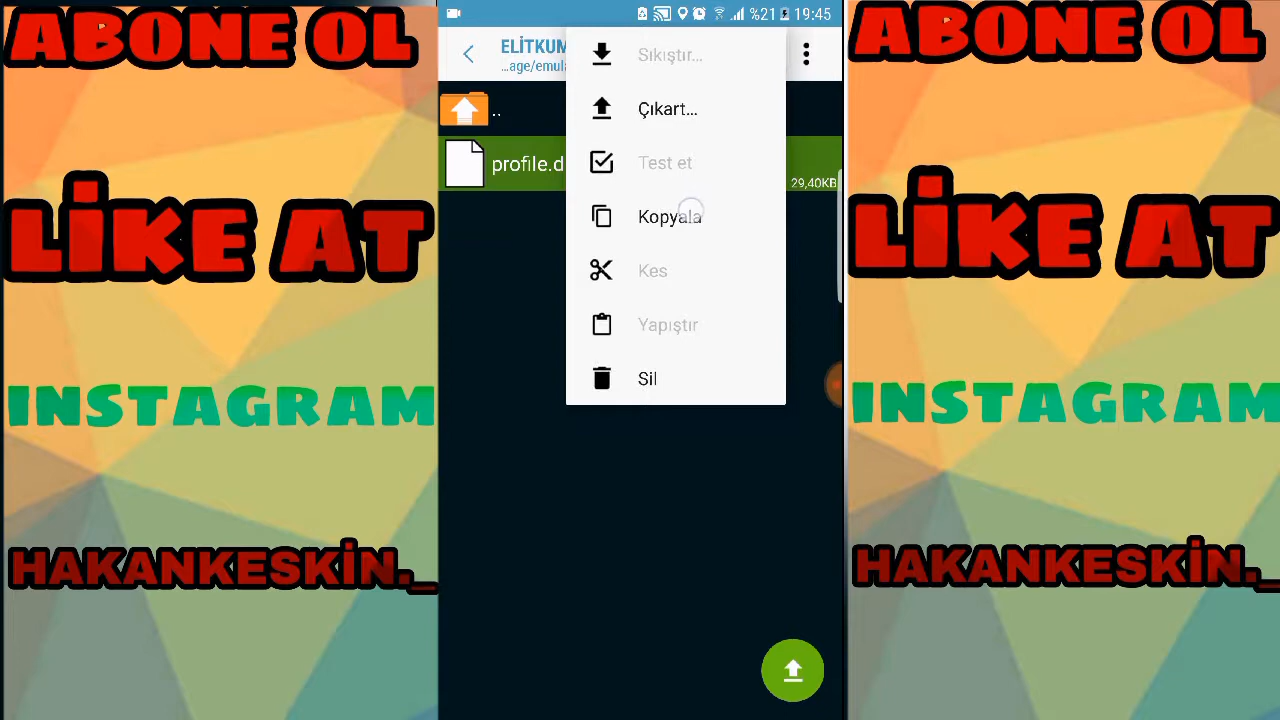 ABONE OL
LİKE AT
INSTAGRAM
HAKANKESKİN._
%21 19:45
ELİTKUM
...age/emula
..
profile.d
29,40KB
Sıkıştır...
Çıkart...
Test et
Kopyala
Kes
Yapıştır
Sil
ABONE OL
LİKE AT
INSTAGRAM
HAKANKESKİN._